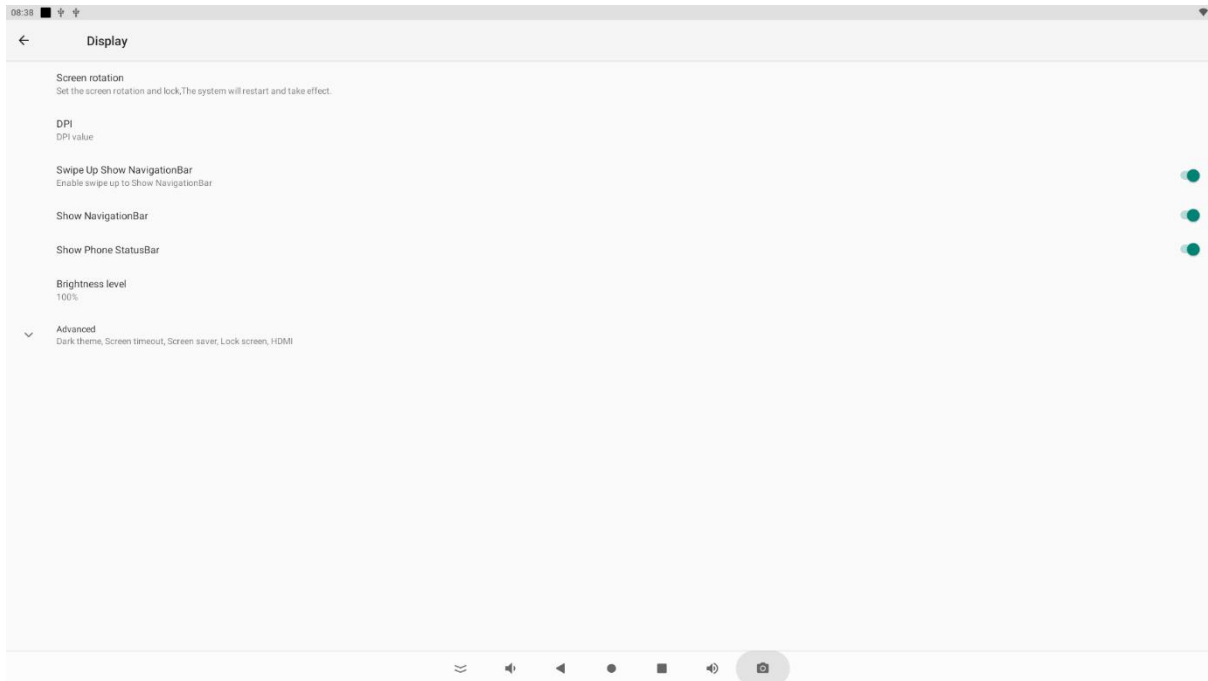 08:38
Display
Screen rotation
Set the screen rotation and lock,The system will restart and take effect.
DPI
DPI value
Swipe Up Show NavigationBar
Enable swipe up to Show NavigationBar
Show NavigationBar
Show Phone StatusBar
Brightness level
100%
Advanced
Dark theme, Screen timeout, Screen saver, Lock screen, HDMI